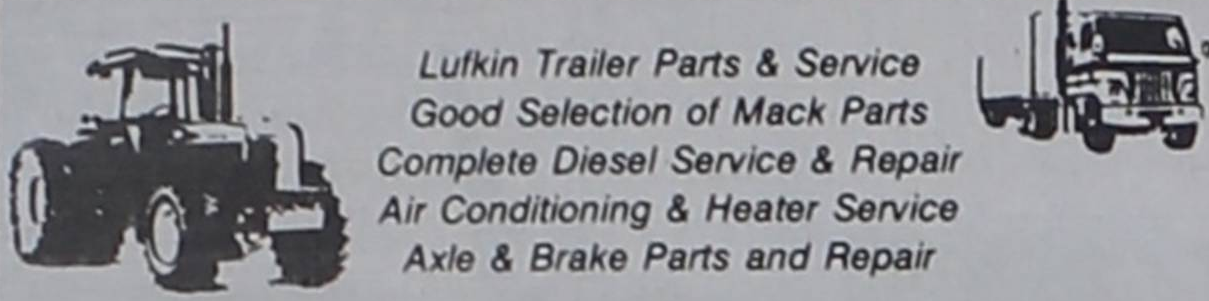 Lufkin Trailer Parts & Service
Good Selection of Mack Parts
Complete Diesel Service & Repair
Air Conditioning & Heater Service
Axle & Brake Parts and Repair